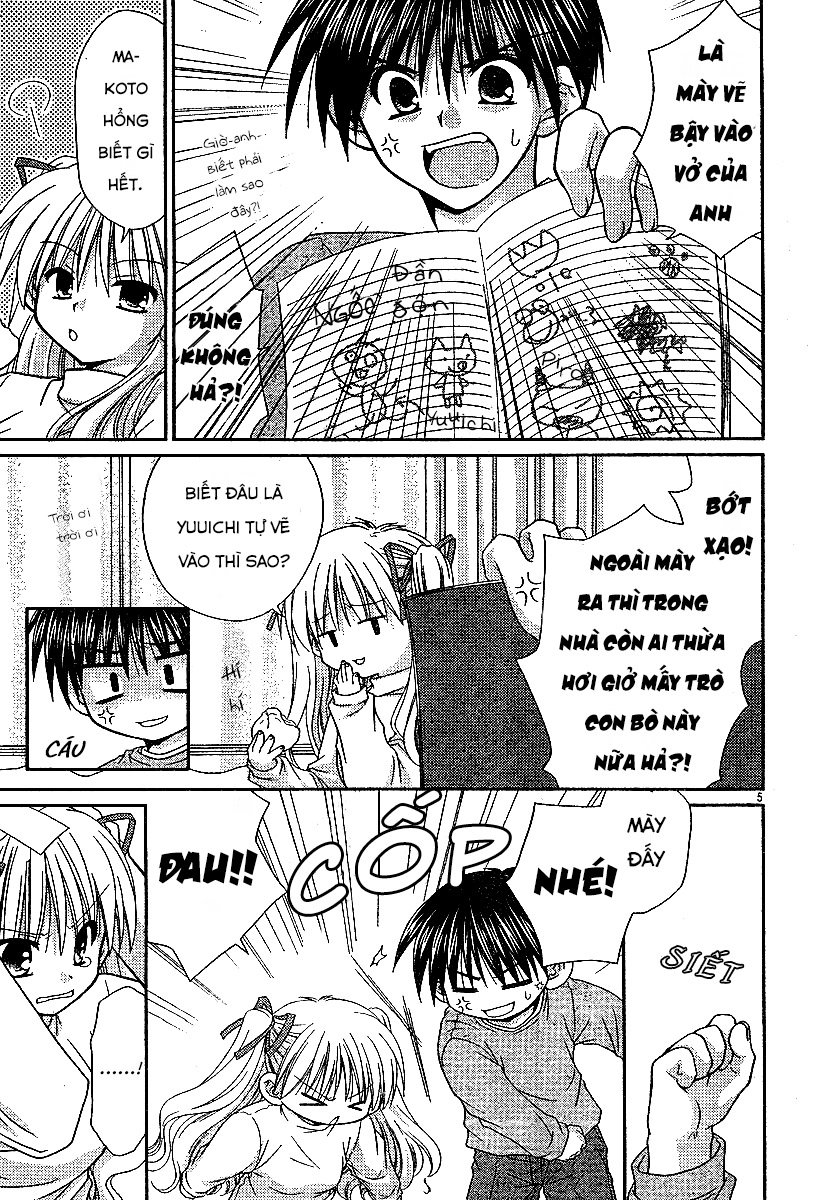 LÀ
MÀY VẼ
BẬY VÀO
VỞ CỦA
ANH
Giờ anh
biết phải
làm sao
đây?!
ĐÚNG
KHÔNG
HẢ?!
Đần
NGỐC độn
Yuuichi
ole
Piro
MA-
KOTO
HỔNG
BIẾT GÌ
HẾT.
BỚT
XẠO!
NGOÀI MÀY
RA THÌ TRONG
NHÀ CÒN AI THỪA
HƠI GIỞ MẤY TRÒ
CON BÒ NÀY
NỮA HẢ?!
BIẾT ĐÂU LÀ
YUUICHI TỰ VẼ
VÀO THÌ SAO?
Trời ơi
trời ơi
Hí
hí
CÁU
5
MÀY
ĐẤY
NHÉ!
SIẾT
CỐP
ĐAU!!
........!